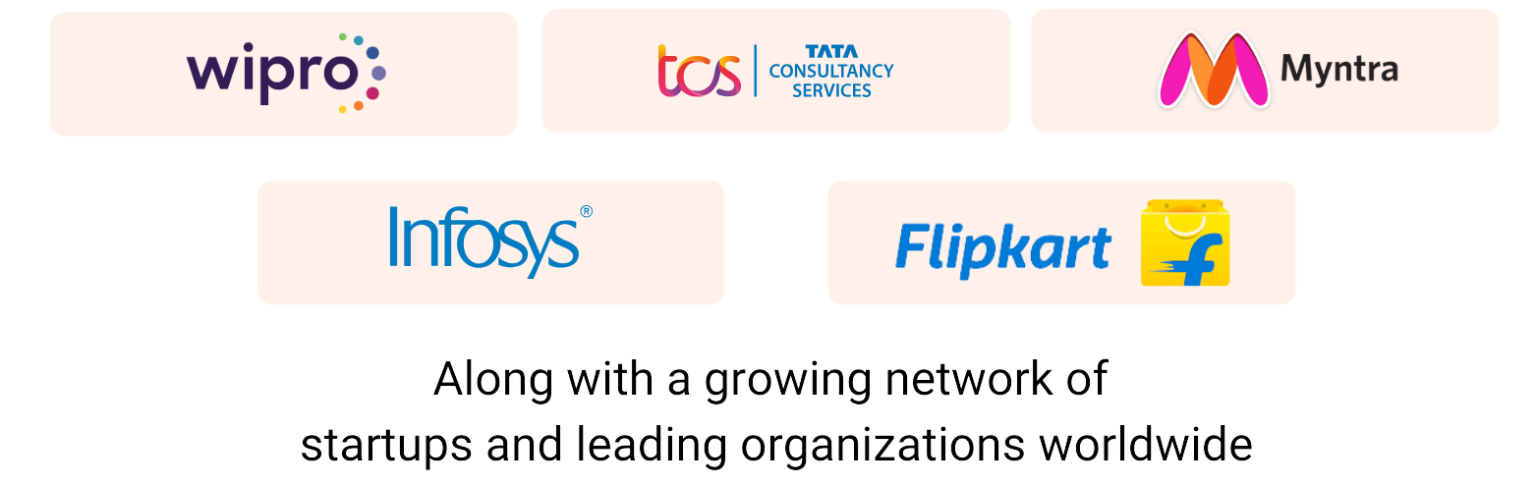 wipro
tcs
TATA
CONSULTANCY
SERVICES
Myntra
Infosys®
Flipkart
f
Along with a growing network of
startups and leading organizations worldwide